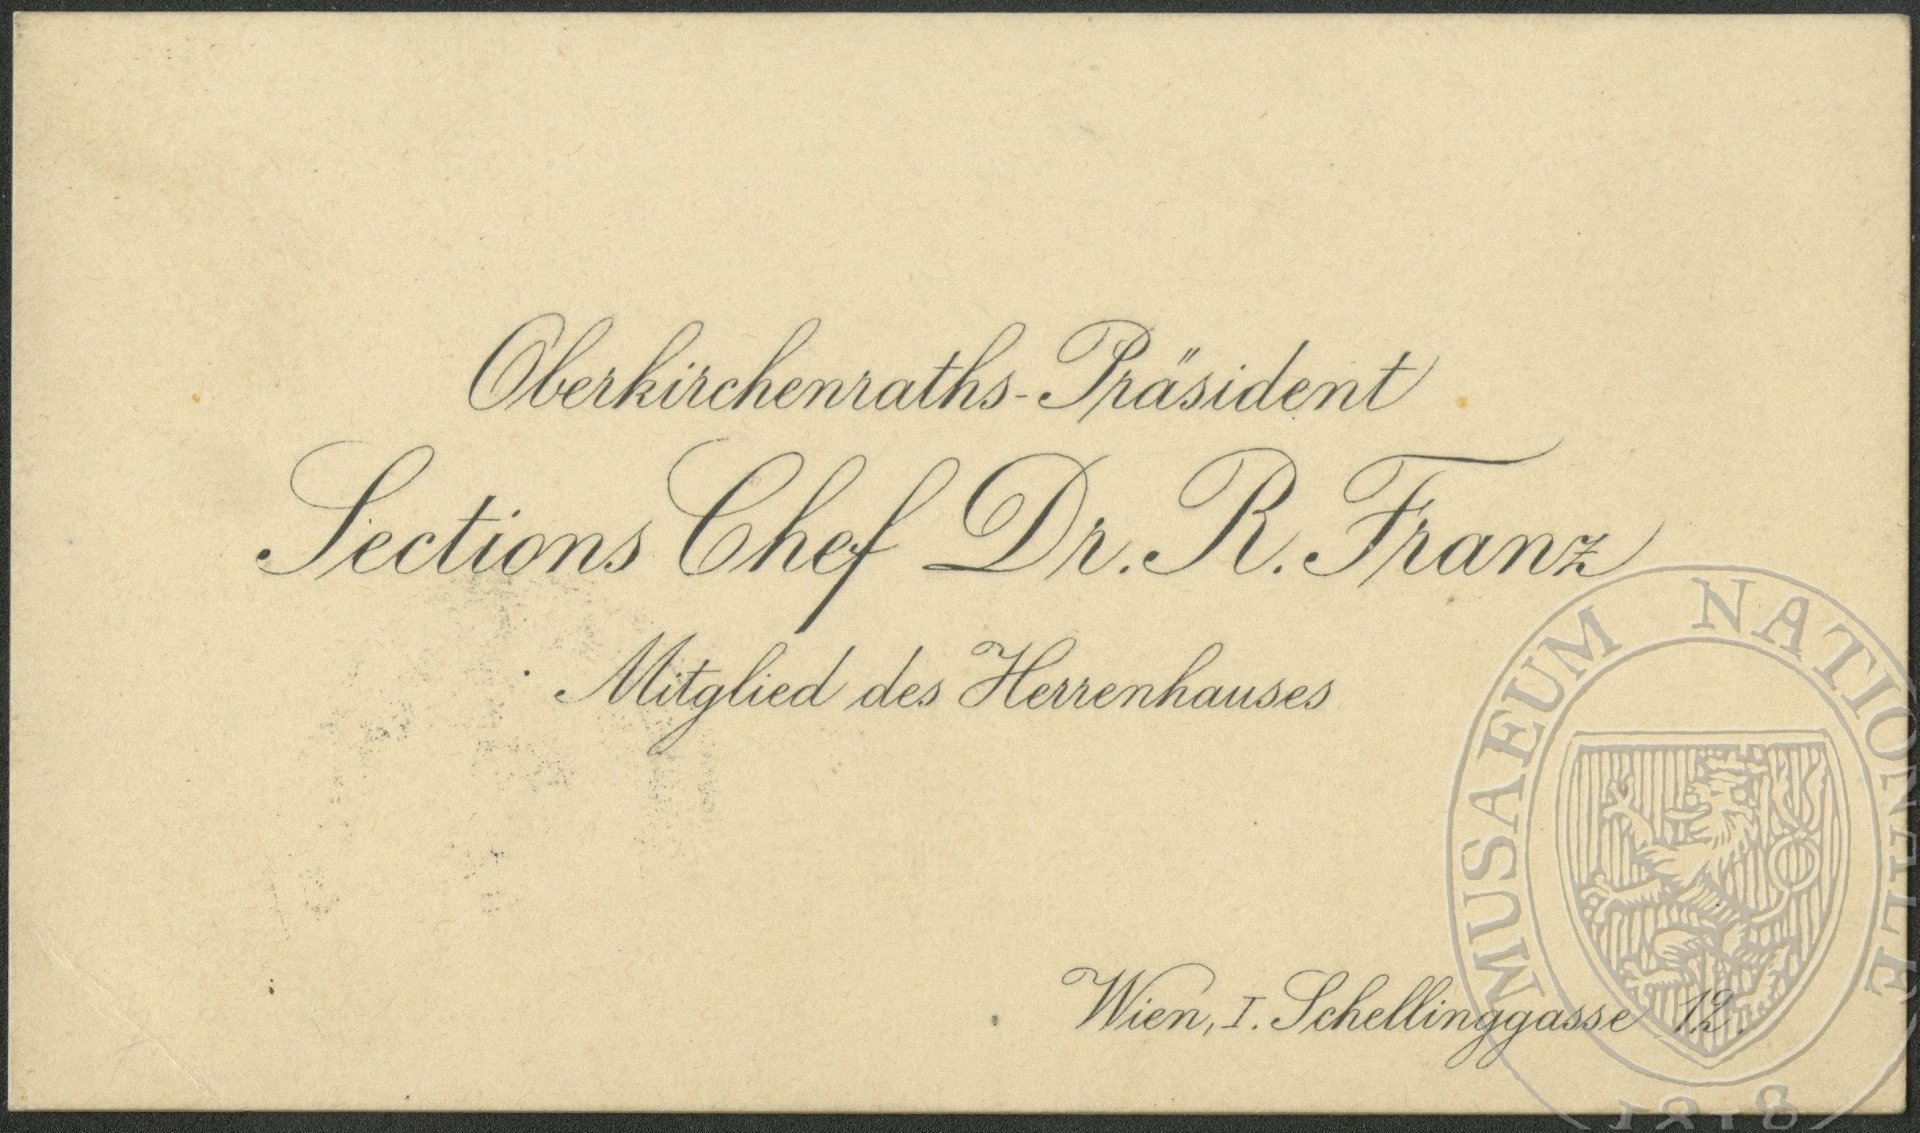 Oberkirchenraths-Präsident
Sections Chef Dr. R. Franz
Mitglied des Herrenhauses
Wien, I. Schellinggasse 12.
MUSAEUM NATIONALE
1818